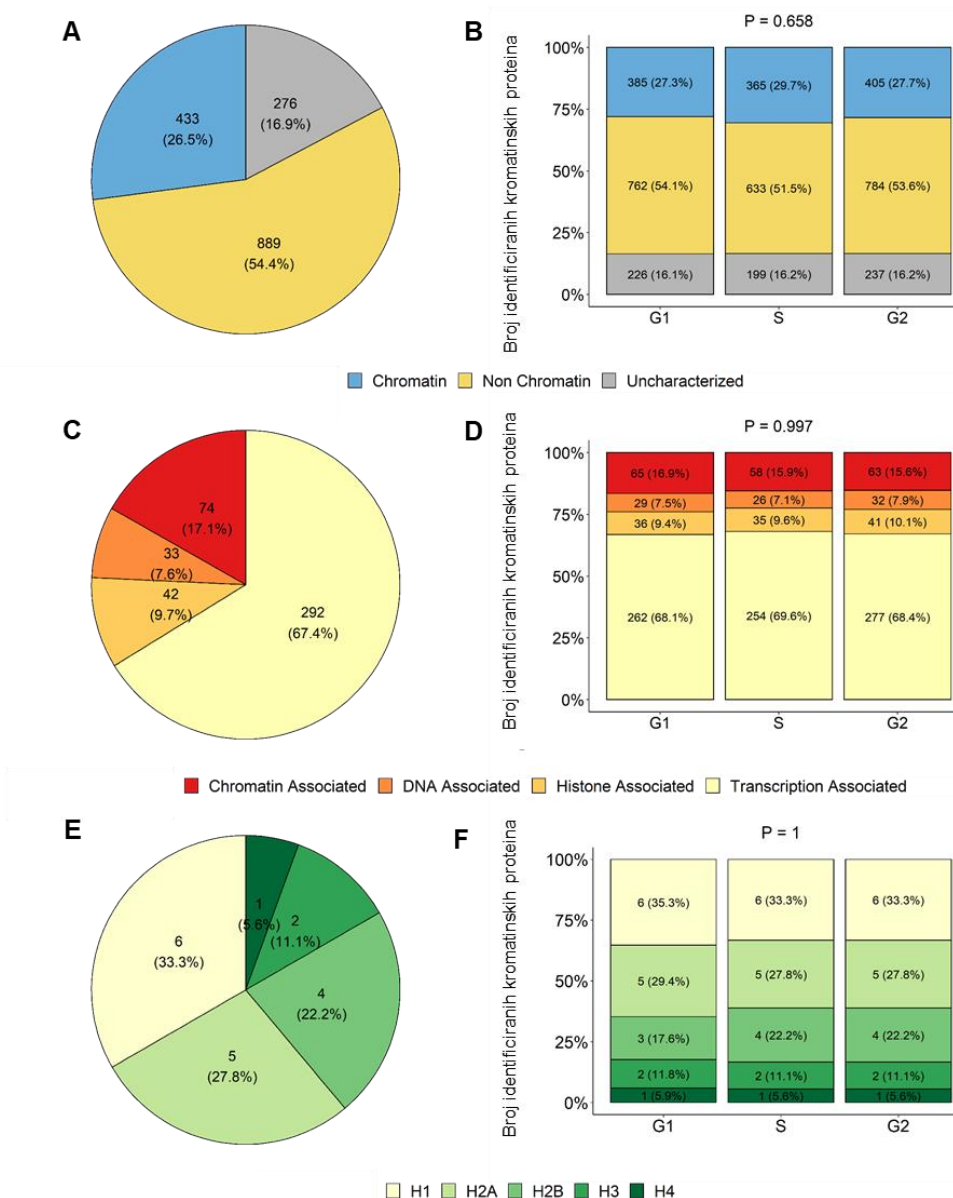 A
276
(16.9%)
433
(26.5%)
889
(54.4%)
B
P = 0.658
Broj identificiranih kromatinskih proteina
100%
75%
50%
25%
0%
385 (27.3%)
365 (29.7%)
405 (27.7%)
762 (54.1%)
633 (51.5%)
784 (53.6%)
226 (16.1%)
199 (16.2%)
237 (16.2%)
G1
S
G2
Chromatin
Non Chromatin
Uncharacterized
C
74
(17.1%)
33
(7.6%)
42
(9.7%)
292
(67.4%)
D
P = 0.997
Broj identificiranih kromatinskih proteina
100%
75%
50%
25%
0%
65 (16.9%)
58 (15.9%)
63 (15.6%)
29 (7.5%)
26 (7.1%)
32 (7.9%)
36 (9.4%)
35 (9.6%)
41 (10.1%)
262 (68.1%)
254 (69.6%)
277 (68.4%)
G1
S
G2
Chromatin Associated
DNA Associated
Histone Associated
Transcription Associated
E
1
(5.6%)
2
(11.1%)
6
(33.3%)
4
(22.2%)
5
(27.8%)
F
P = 1
Broj identificiranih kromatinskih proteina
100%
75%
50%
25%
0%
6 (35.3%)
6 (33.3%)
6 (33.3%)
5 (29.4%)
5 (27.8%)
5 (27.8%)
3 (17.6%)
4 (22.2%)
4 (22.2%)
2 (11.8%)
2 (11.1%)
2 (11.1%)
1 (5.9%)
1 (5.6%)
1 (5.6%)
G1
S
G2
H1
H2A
H2B
H3
H4